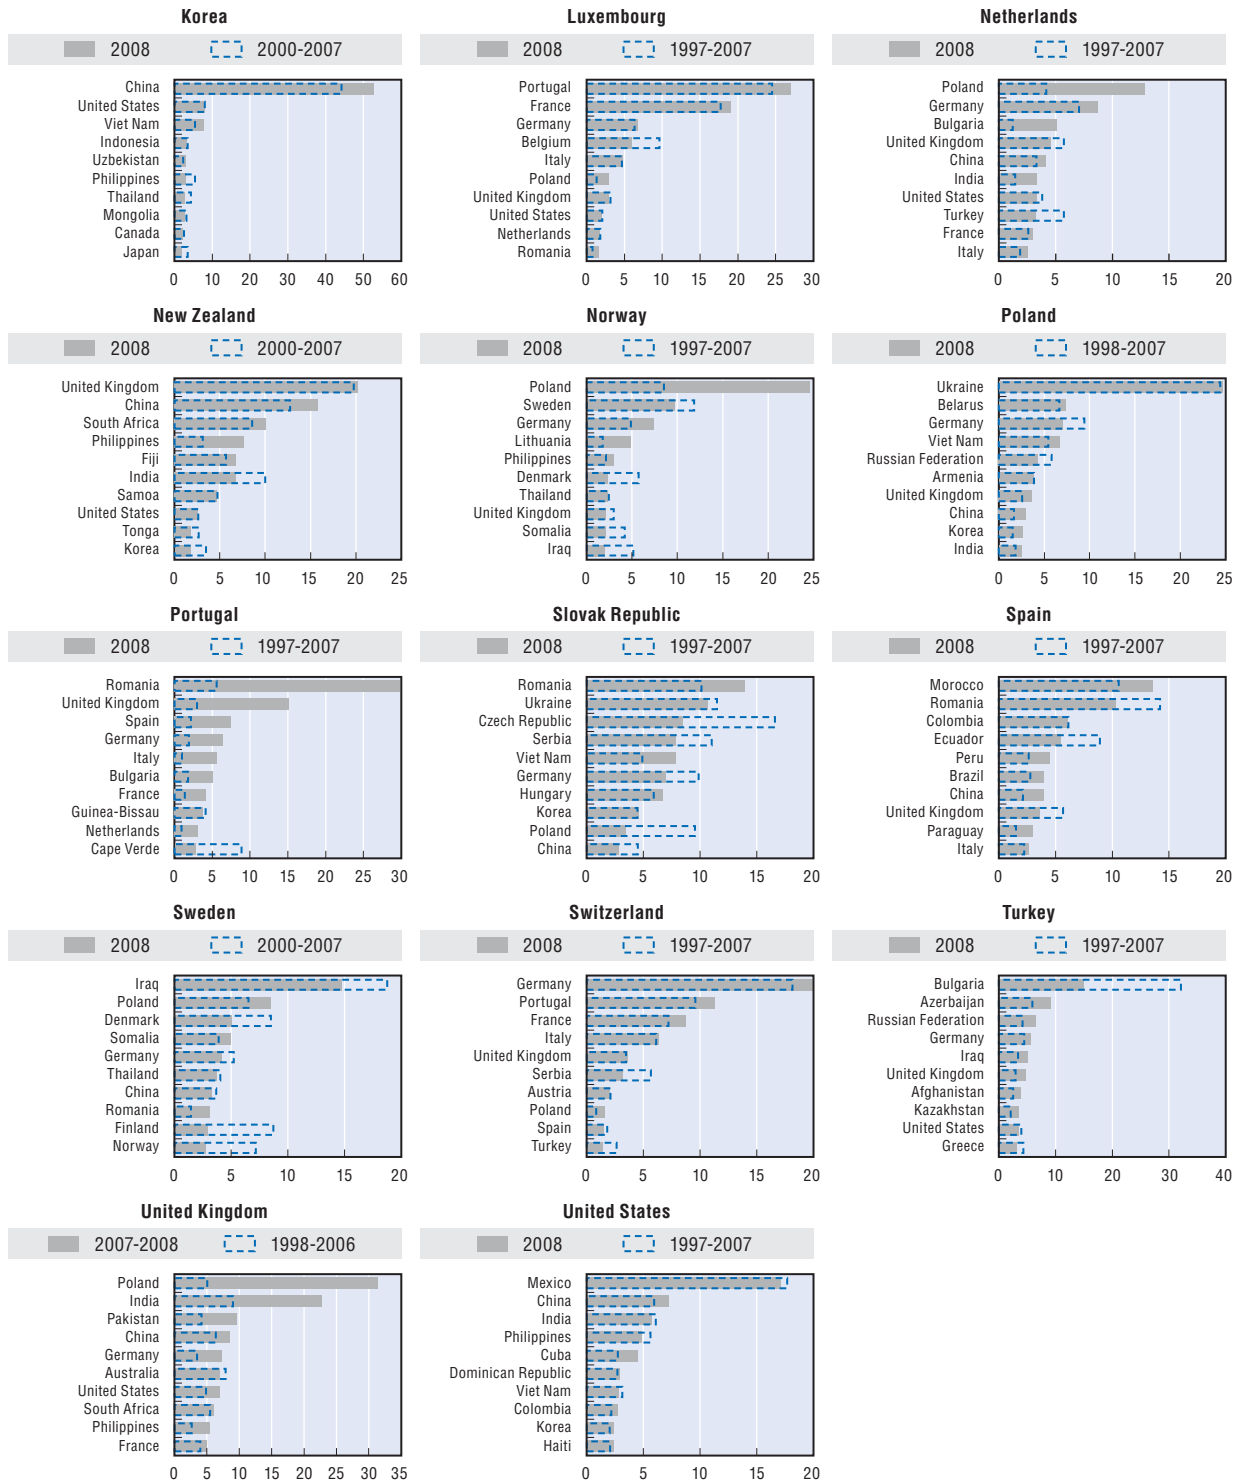 Korea
2008 2000-2007
China
United States
Viet Nam
Indonesia
Uzbekistan
Philippines
Thailand
Mongolia
Canada
Japan
0 10 20 30 40 50 60
Luxembourg
2008 1997-2007
Portugal
France
Germany
Belgium
Italy
Poland
United Kingdom
United States
Netherlands
Romania
0 5 10 15 20 25 30
Netherlands
2008 1997-2007
Poland
Germany
Bulgaria
United Kingdom
China
India
United States
Turkey
France
Italy
0 5 10 15 20
New Zealand
2008 2000-2007
United Kingdom
China
South Africa
Philippines
Fiji
India
Samoa
United States
Tonga
Korea
0 5 10 15 20 25
Norway
2008 1997-2007
Poland
Sweden
Germany
Lithuania
Philippines
Denmark
Thailand
United Kingdom
Somalia
Iraq
0 5 10 15 20 25
Poland
2008 1998-2007
Ukraine
Belarus
Germany
Viet Nam
Russian Federation
Armenia
United Kingdom
China
Korea
India
0 5 10 15 20 25
Portugal
2008 1997-2007
Romania
United Kingdom
Spain
Germany
Italy
Bulgaria
France
Guinea-Bissau
Netherlands
Cape Verde
0 5 10 15 20 25 30
Slovak Republic
2008 1997-2007
Romania
Ukraine
Czech Republic
Serbia
Viet Nam
Germany
Hungary
Korea
Poland
China
0 5 10 15 20
Spain
2008 1997-2007
Morocco
Romania
Colombia
Ecuador
Peru
Brazil
China
United Kingdom
Paraguay
Italy
0 5 10 15 20
Sweden
2008 2000-2007
Iraq
Poland
Denmark
Somalia
Germany
Thailand
China
Romania
Finland
Norway
0 5 10 15 20
Switzerland
2008 1997-2007
Germany
Portugal
France
Italy
United Kingdom
Serbia
Austria
Poland
Spain
Turkey
0 5 10 15 20
Turkey
2008 1997-2007
Bulgaria
Azerbaijan
Russian Federation
Germany
Iraq
United Kingdom
Afghanistan
Kazakhstan
United States
Greece
0 10 20 30 40
United Kingdom
2007-2008 1998-2006
Poland
India
Pakistan
China
Germany
Australia
United States
South Africa
Philippines
France
0 5 10 15 20 25 30 35
United States
2008 1997-2007
Mexico
China
India
Philippines
Cuba
Dominican Republic
Viet Nam
Colombia
Korea
Haiti
0 5 10 15 20